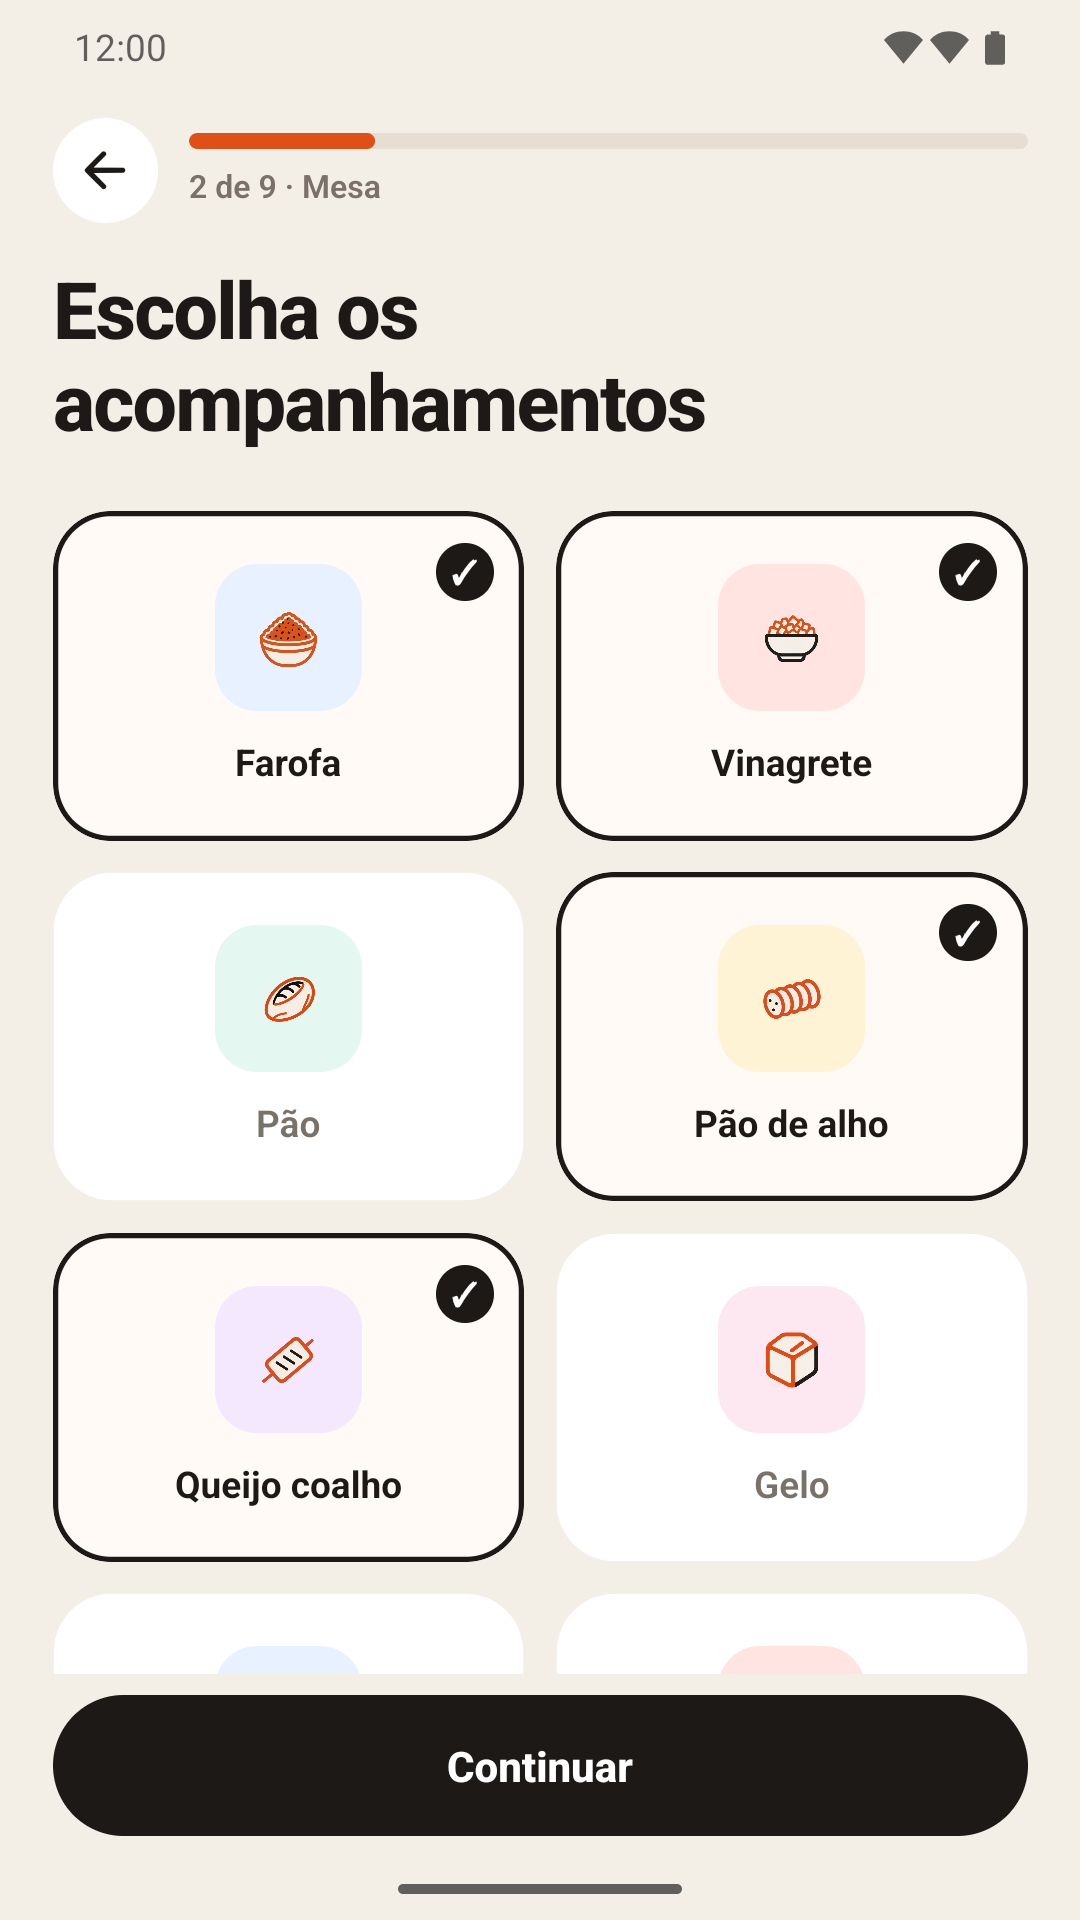 12:00
2 de 9 · Mesa
Escolha os
acompanhamentos
Farofa
Vinagrete
Pão
Pão de alho
Queijo coalho
Gelo
Continuar